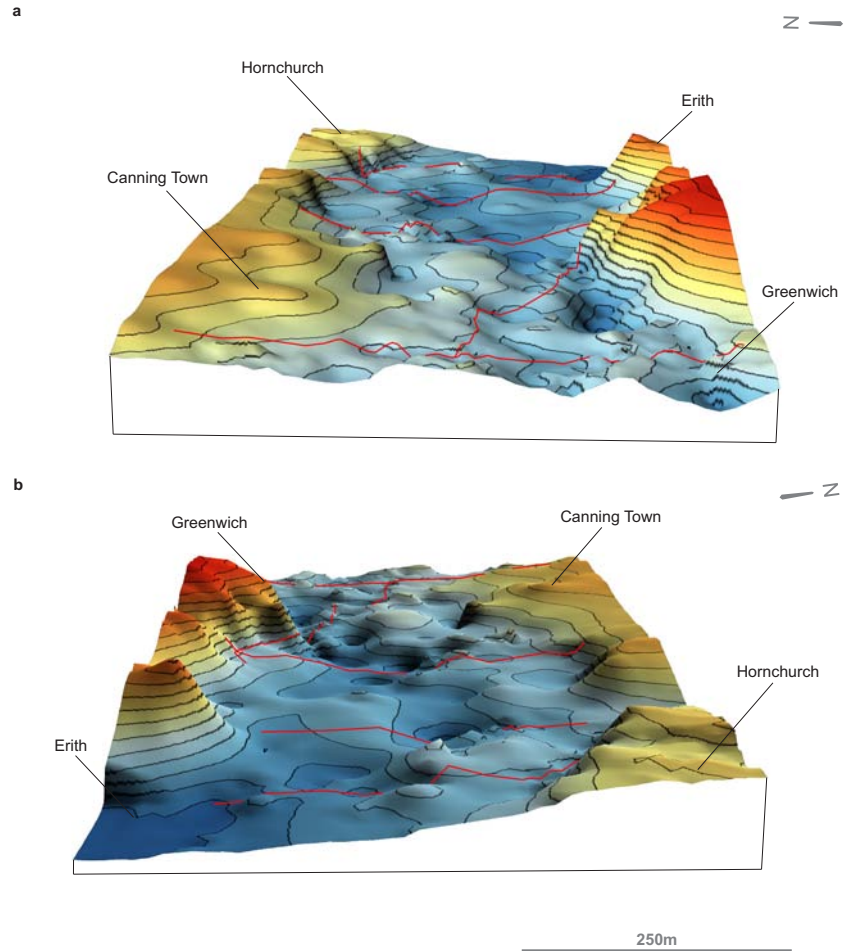 a
N
Hornchurch
Erith
Canning Town
Greenwich
b
N
Greenwich
Canning Town
Hornchurch
Erith
250m